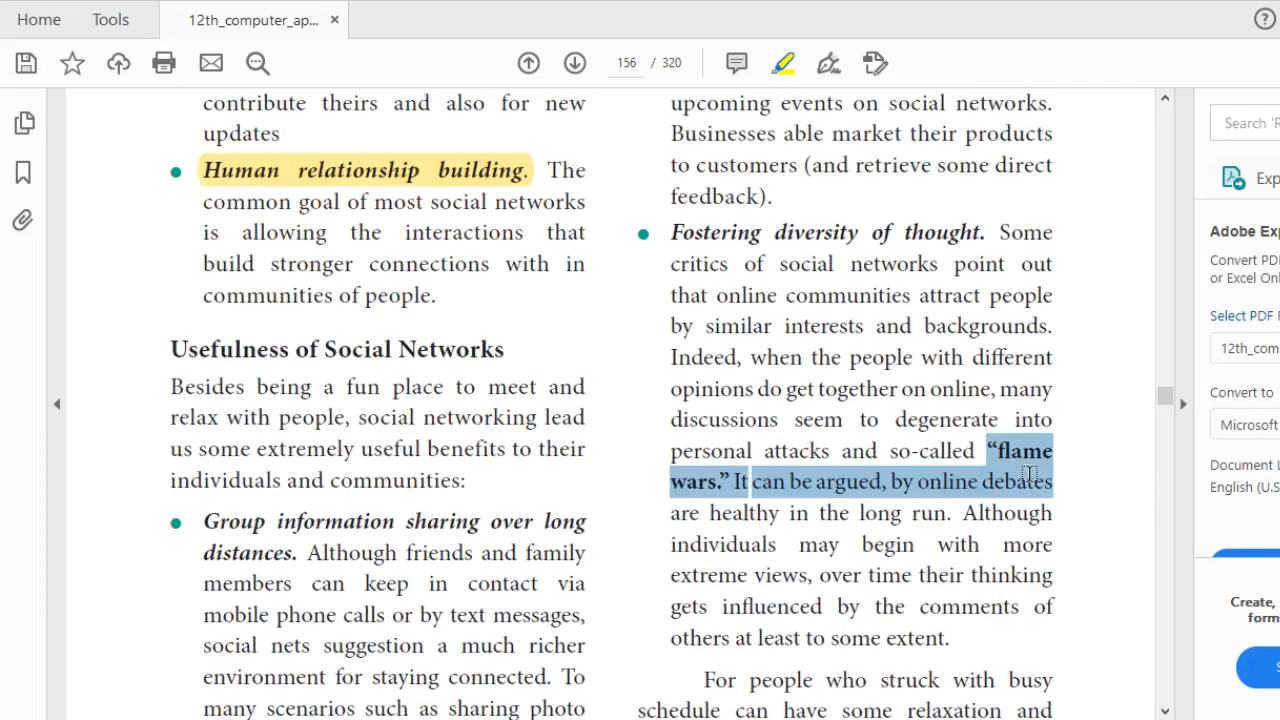 Home
Tools
12th_computer_ap... ×
156 / 320
contribute theirs and also for new
updates
Human relationship building. The
common goal of most social networks
is allowing the interactions that
build stronger connections with in
communities of people.
Usefulness of Social Networks
Besides being a fun place to meet and
relax with people, social networking lead
us some extremely useful benefits to their
individuals and communities:
Group information sharing over long
distances. Although friends and family
members can keep in contact via
mobile phone calls or by text messages,
social nets suggestion a much richer
environment for staying connected. To
many scenarios such as sharing photo
upcoming events on social networks.
Businesses able market their products
to customers (and retrieve some direct
feedback).
Fostering diversity of thought. Some
critics of social networks point out
that online communities attract people
by similar interests and backgrounds.
Indeed, when the people with different
opinions do get together on online, many
discussions seem to degenerate into
personal attacks and so-called “flame
wars.” It can be argued, by online debates
are healthy in the long run. Although
individuals may begin with more
extreme views, over time their thinking
gets influenced by the comments of
others at least to some extent.
For people who struck with busy
schedule can have some relaxation and
Search 'R
Exp
Adobe Exp
Convert PD
or Excel Onl
Select PDF F
12th_com
Convert to
Microsoft
Document L
English (U.S
Create,
form